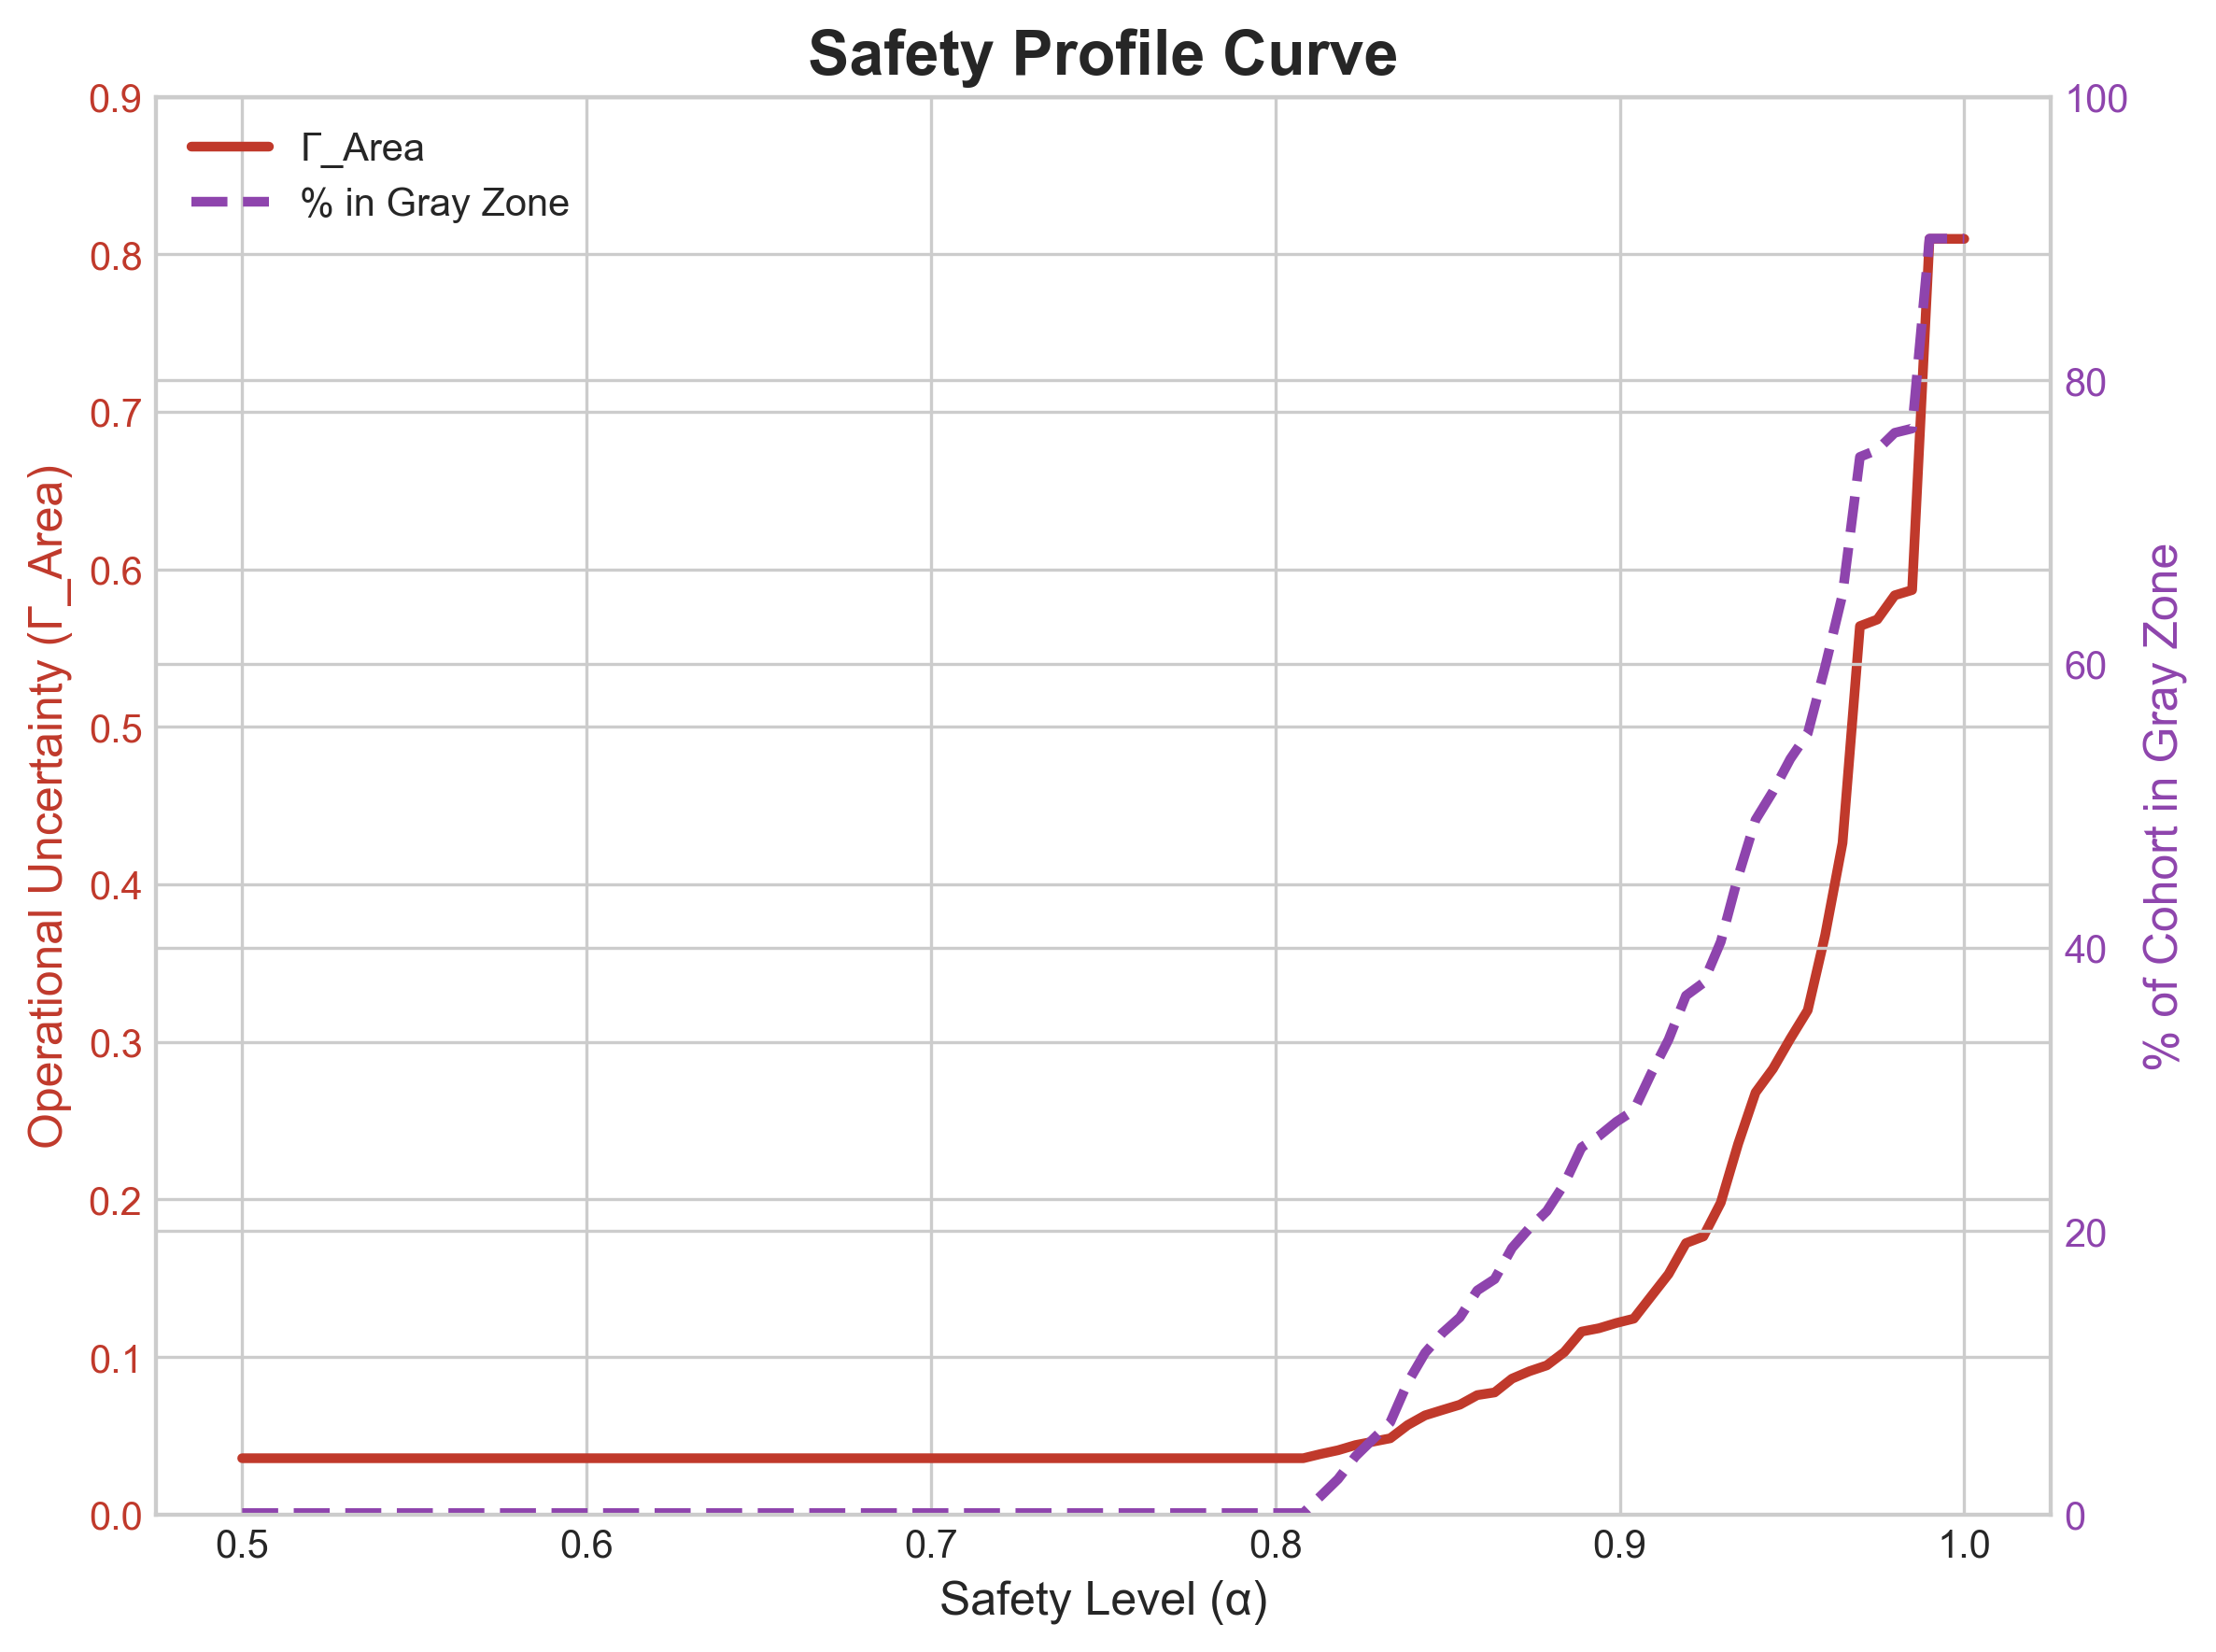 Safety Profile Curve
Γ_Area
% in Gray Zone
Operational Uncertainty (Γ_Area)
0.9
0.8
0.7
0.6
0.5
0.4
0.3
0.2
0.1
0.0
100
80
60
40
20
0
% of Cohort in Gray Zone
0.5 0.6 0.7 0.8 0.9 1.0
Safety Level (α)